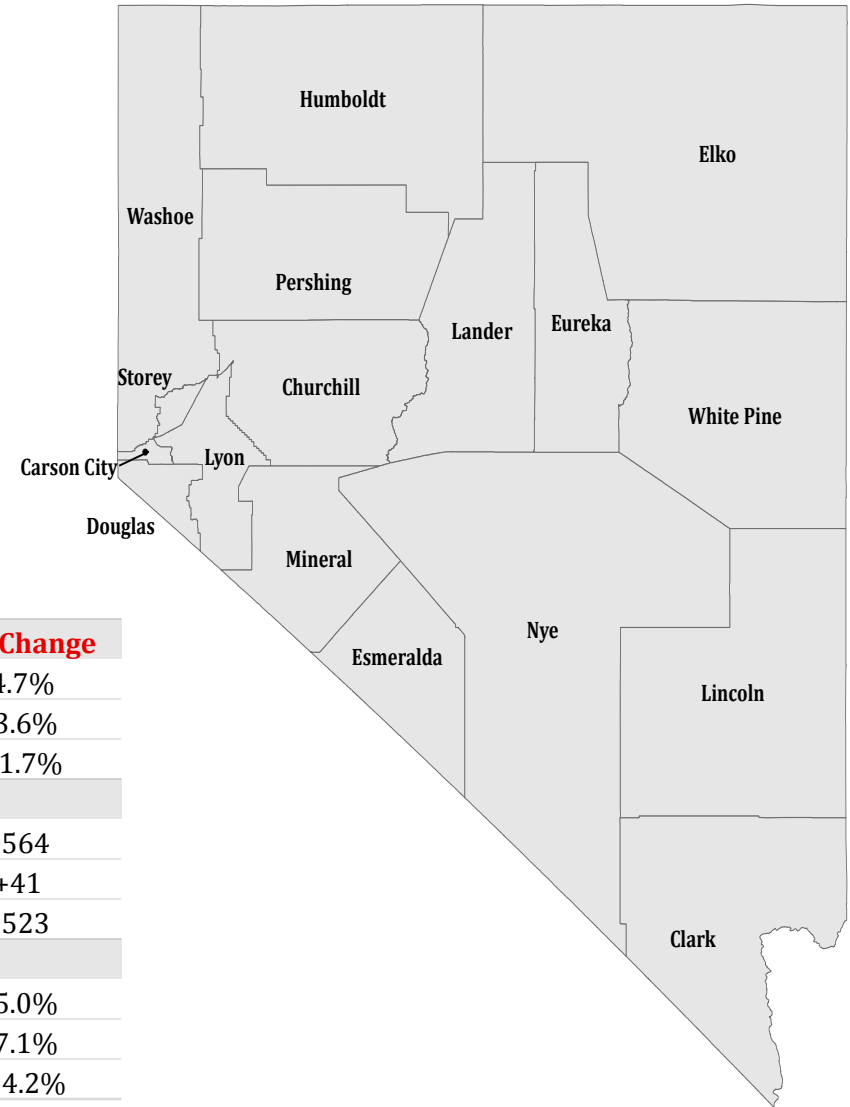 Humboldt
Elko
Washoe
Pershing
Eureka
Lander
Storey
Churchill
White Pine
Lyon
Carson City
Douglas
Mineral
Nye
Esmeralda
Lincoln
Clark
Change
4.7%
3.6%
1.7%
564
+41
523
5.0%
7.1%
4.2%